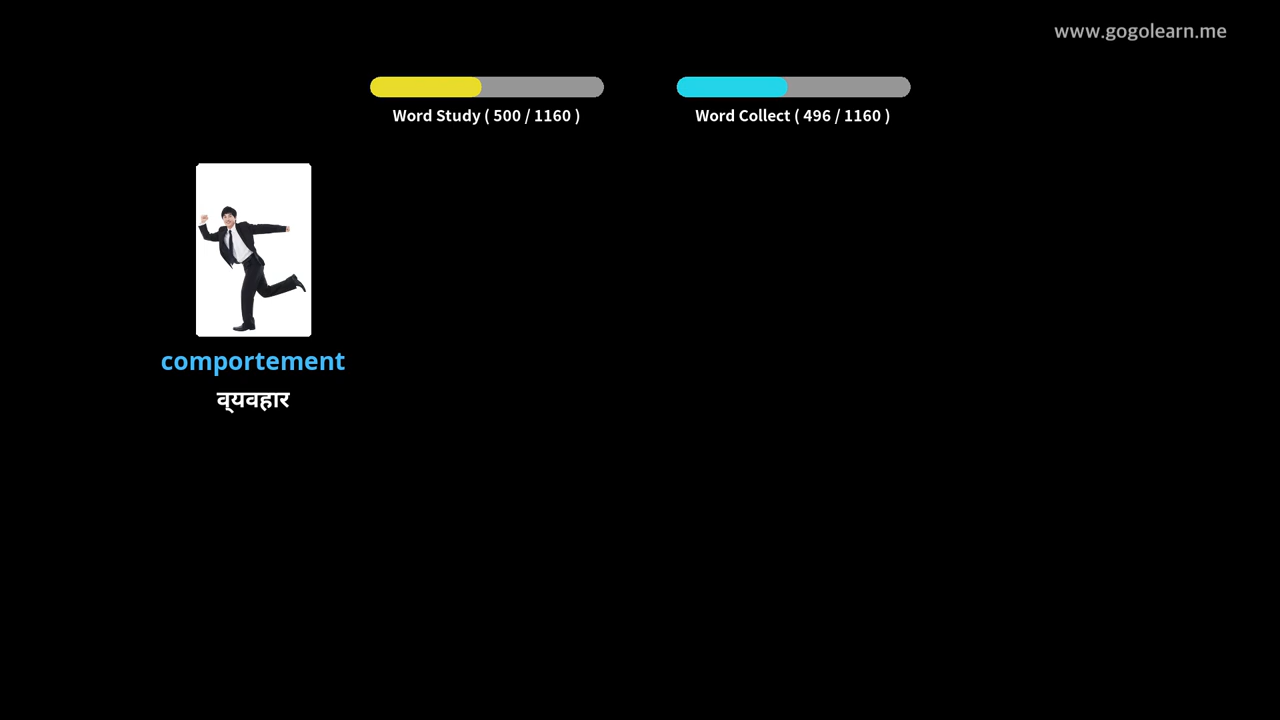 www.gogolearn.me
Word Study ( 500 / 1160 )
Word Collect ( 496 / 1160 )
comportement
व्यवहार